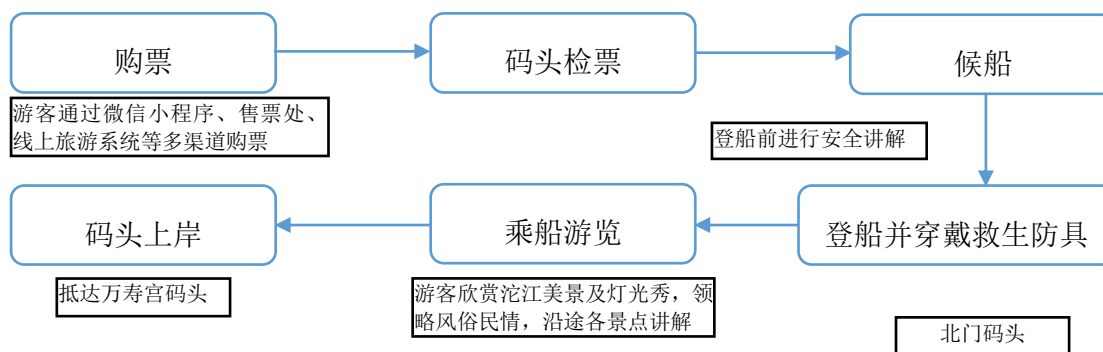 购票
码头检票
候船
游客通过微信小程序、售票处、
线上旅游系统等多渠道购票
登船前进行安全讲解
登船并穿戴救生防具
乘船游览
码头上岸
北门码头
游客欣赏沱江美景及灯光秀，领
略风俗民情，沿途各景点讲解
抵达万寿宫码头